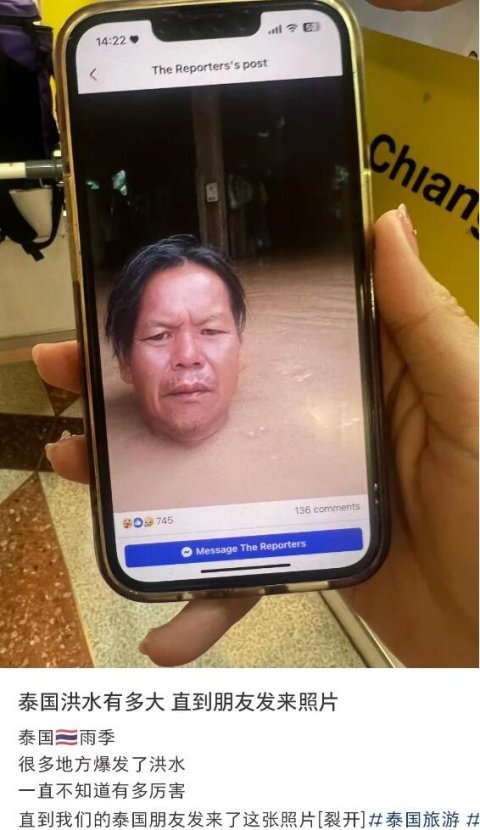 14:22
The Reporters's post
Chiang
745
136 comments
Message The Reporters
泰国洪水有多大 直到朋友发来照片
泰国🇹🇭雨季
很多地方爆发了洪水
一直不知道有多厉害
直到我们的泰国朋友发来了这张照片[裂开]#泰国旅游 #